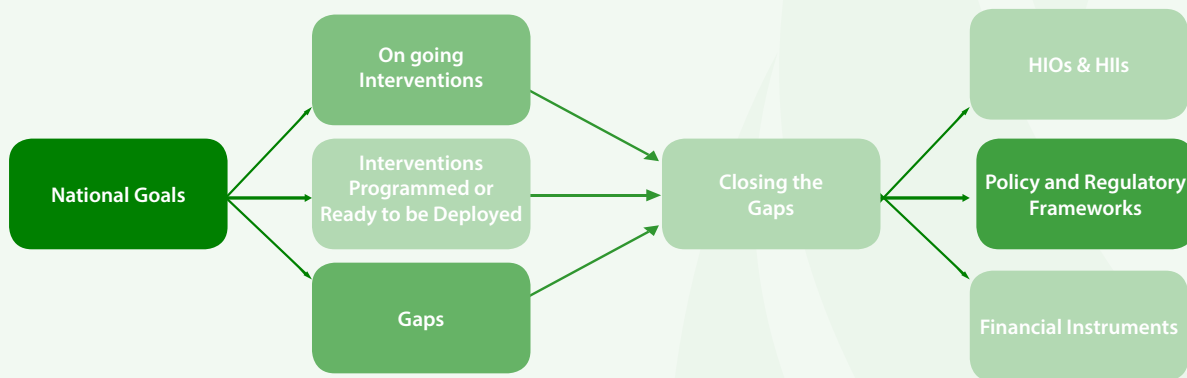 National Goals
On going
Interventions
Interventions
Programmed or
Ready to be Deployed
Gaps
Closing the
Gaps
HIOs & HIIs
Policy and Regulatory
Frameworks
Financial Instruments